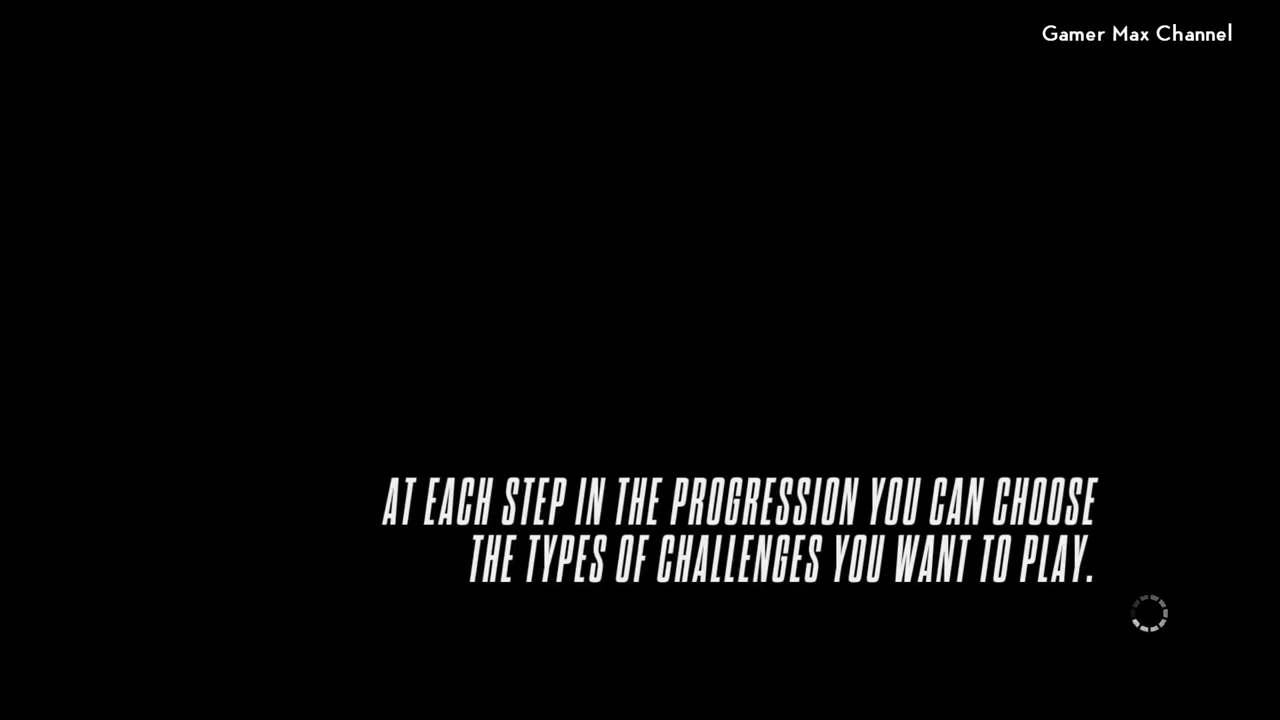 Gamer Max Channel
AT EACH STEP IN THE PROGRESSION YOU CAN CHOOSE
THE TYPES OF CHALLENGES YOU WANT TO PLAY.